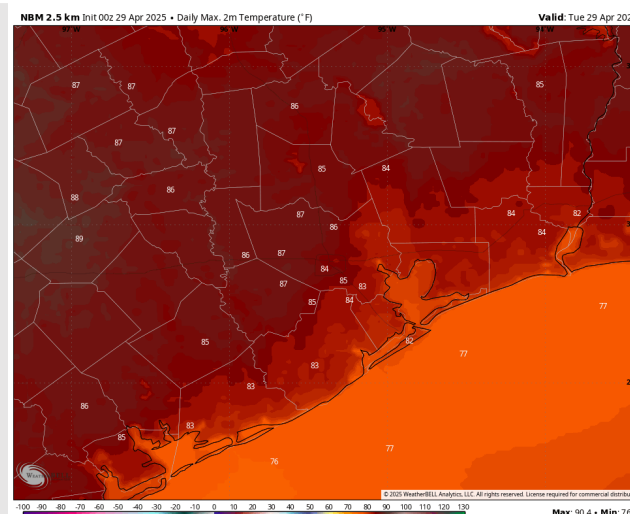 NBM 2.5 km Init 00z 29 Apr 2025 • Daily Max. 2m Temperature (°F)
Valid: Tue 29 Apr 202
97 W 96 W 95 W 94 W
87 87 85
86
87
87
85 84
88 86
87 84 82
89 86 84
86 87
84
87 85 83
85 84 77
85 82
77
83
83
86
83
85
77
76
© 2025 WeatherBELL Analytics, LLC. All rights reserved. License required for commercial distribu
-100 -90 -80 -70 -60 -50 -40 -30 -20 -10 0 10 20 30 40 50 60 70 80 90 100 110 120 130
Max: 90.4 • Min: 76